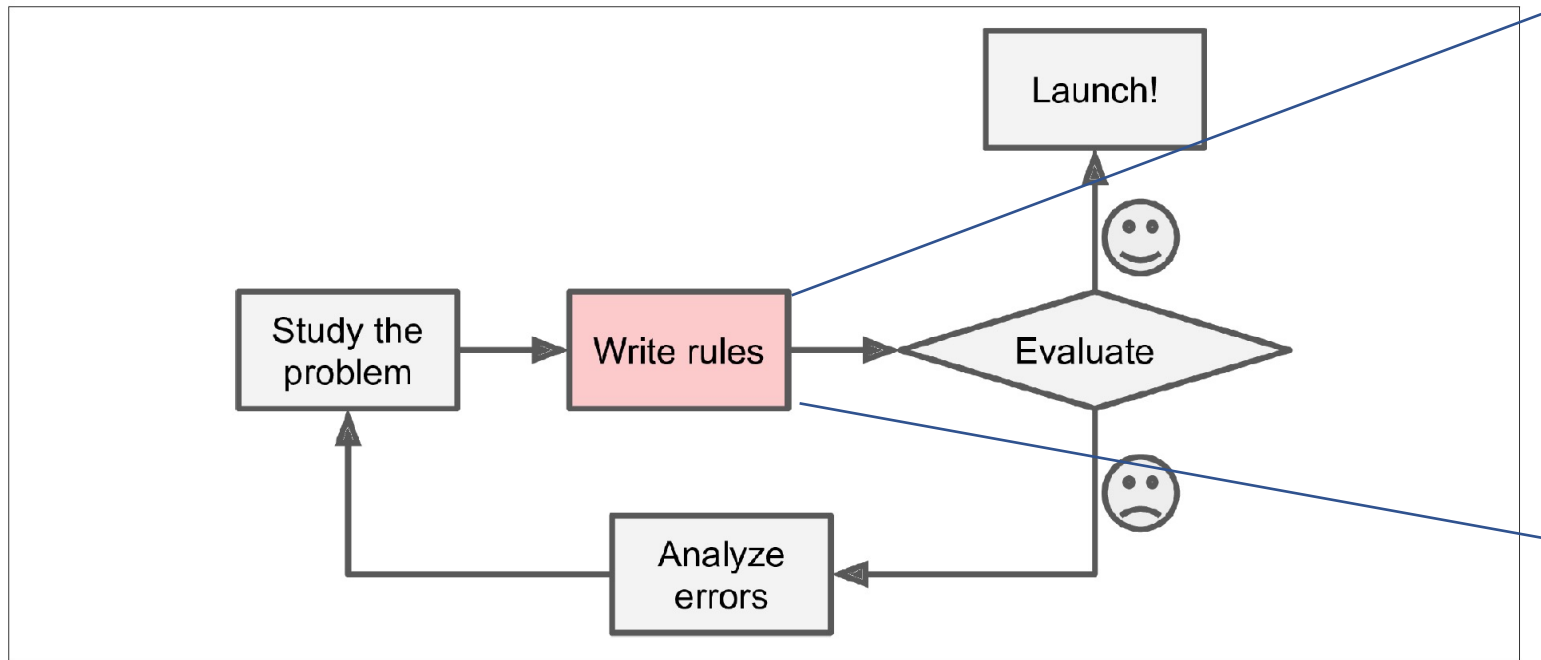 Launch!
Study the
problem
Write rules
Evaluate
Analyze
errors